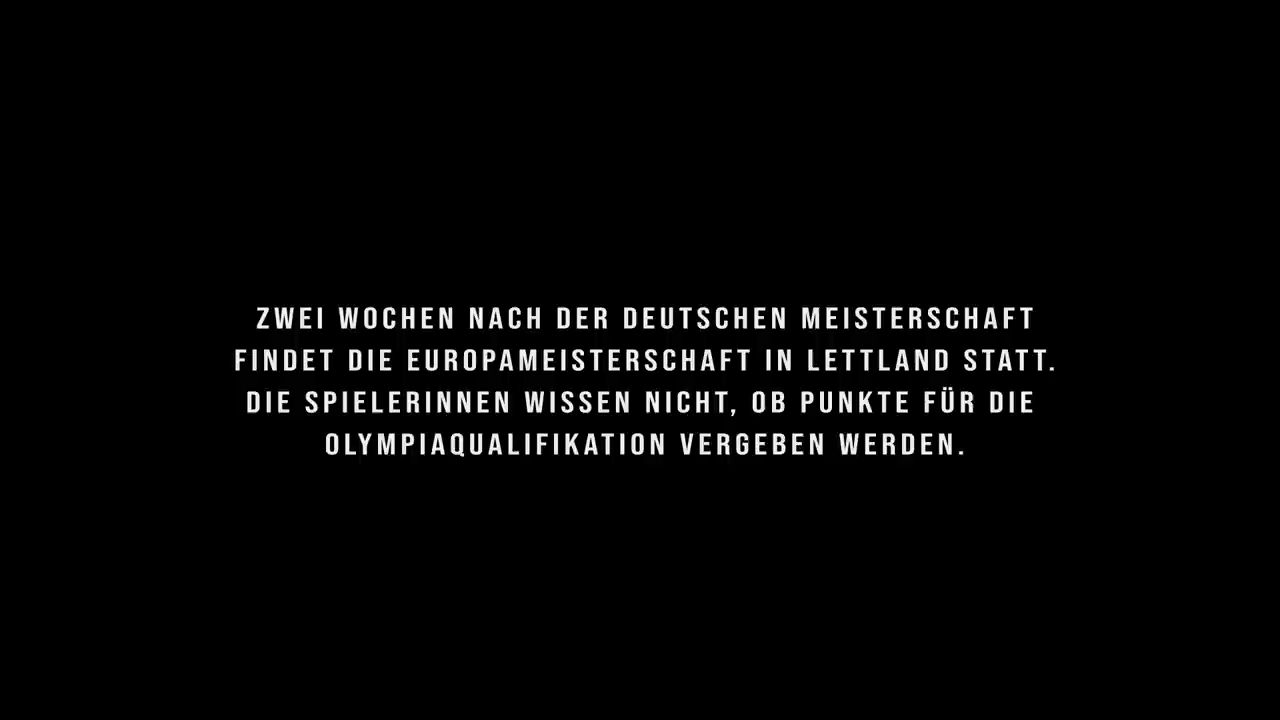 ZWEI WOCHEN NACH DER DEUTSCHEN MEISTERSCHAFT
FINDET DIE EUROPAMEISTERSCHAFT IN LETTLAND STATT.
DIE SPIELERINNEN WISSEN NICHT, OB PUNKTE FÜR DIE
OLYMPIAQUALIFIKATION VERGEBEN WERDEN.